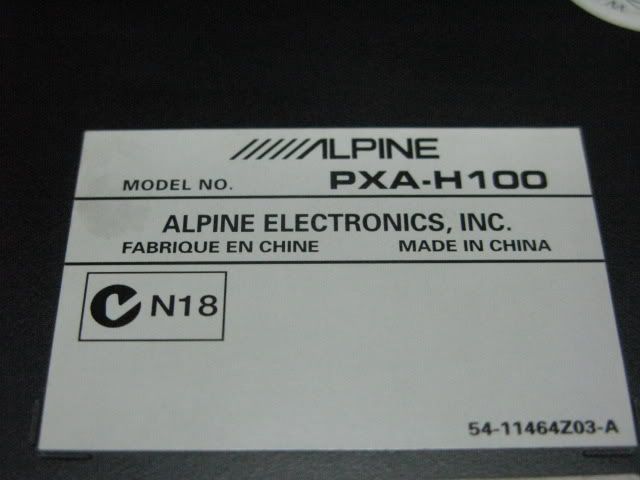 ALPINE
MODEL NO. PXA-H100
ALPINE ELECTRONICS, INC.
FABRIQUE EN CHINE MADE IN CHINA
N18
54-11464Z03-A